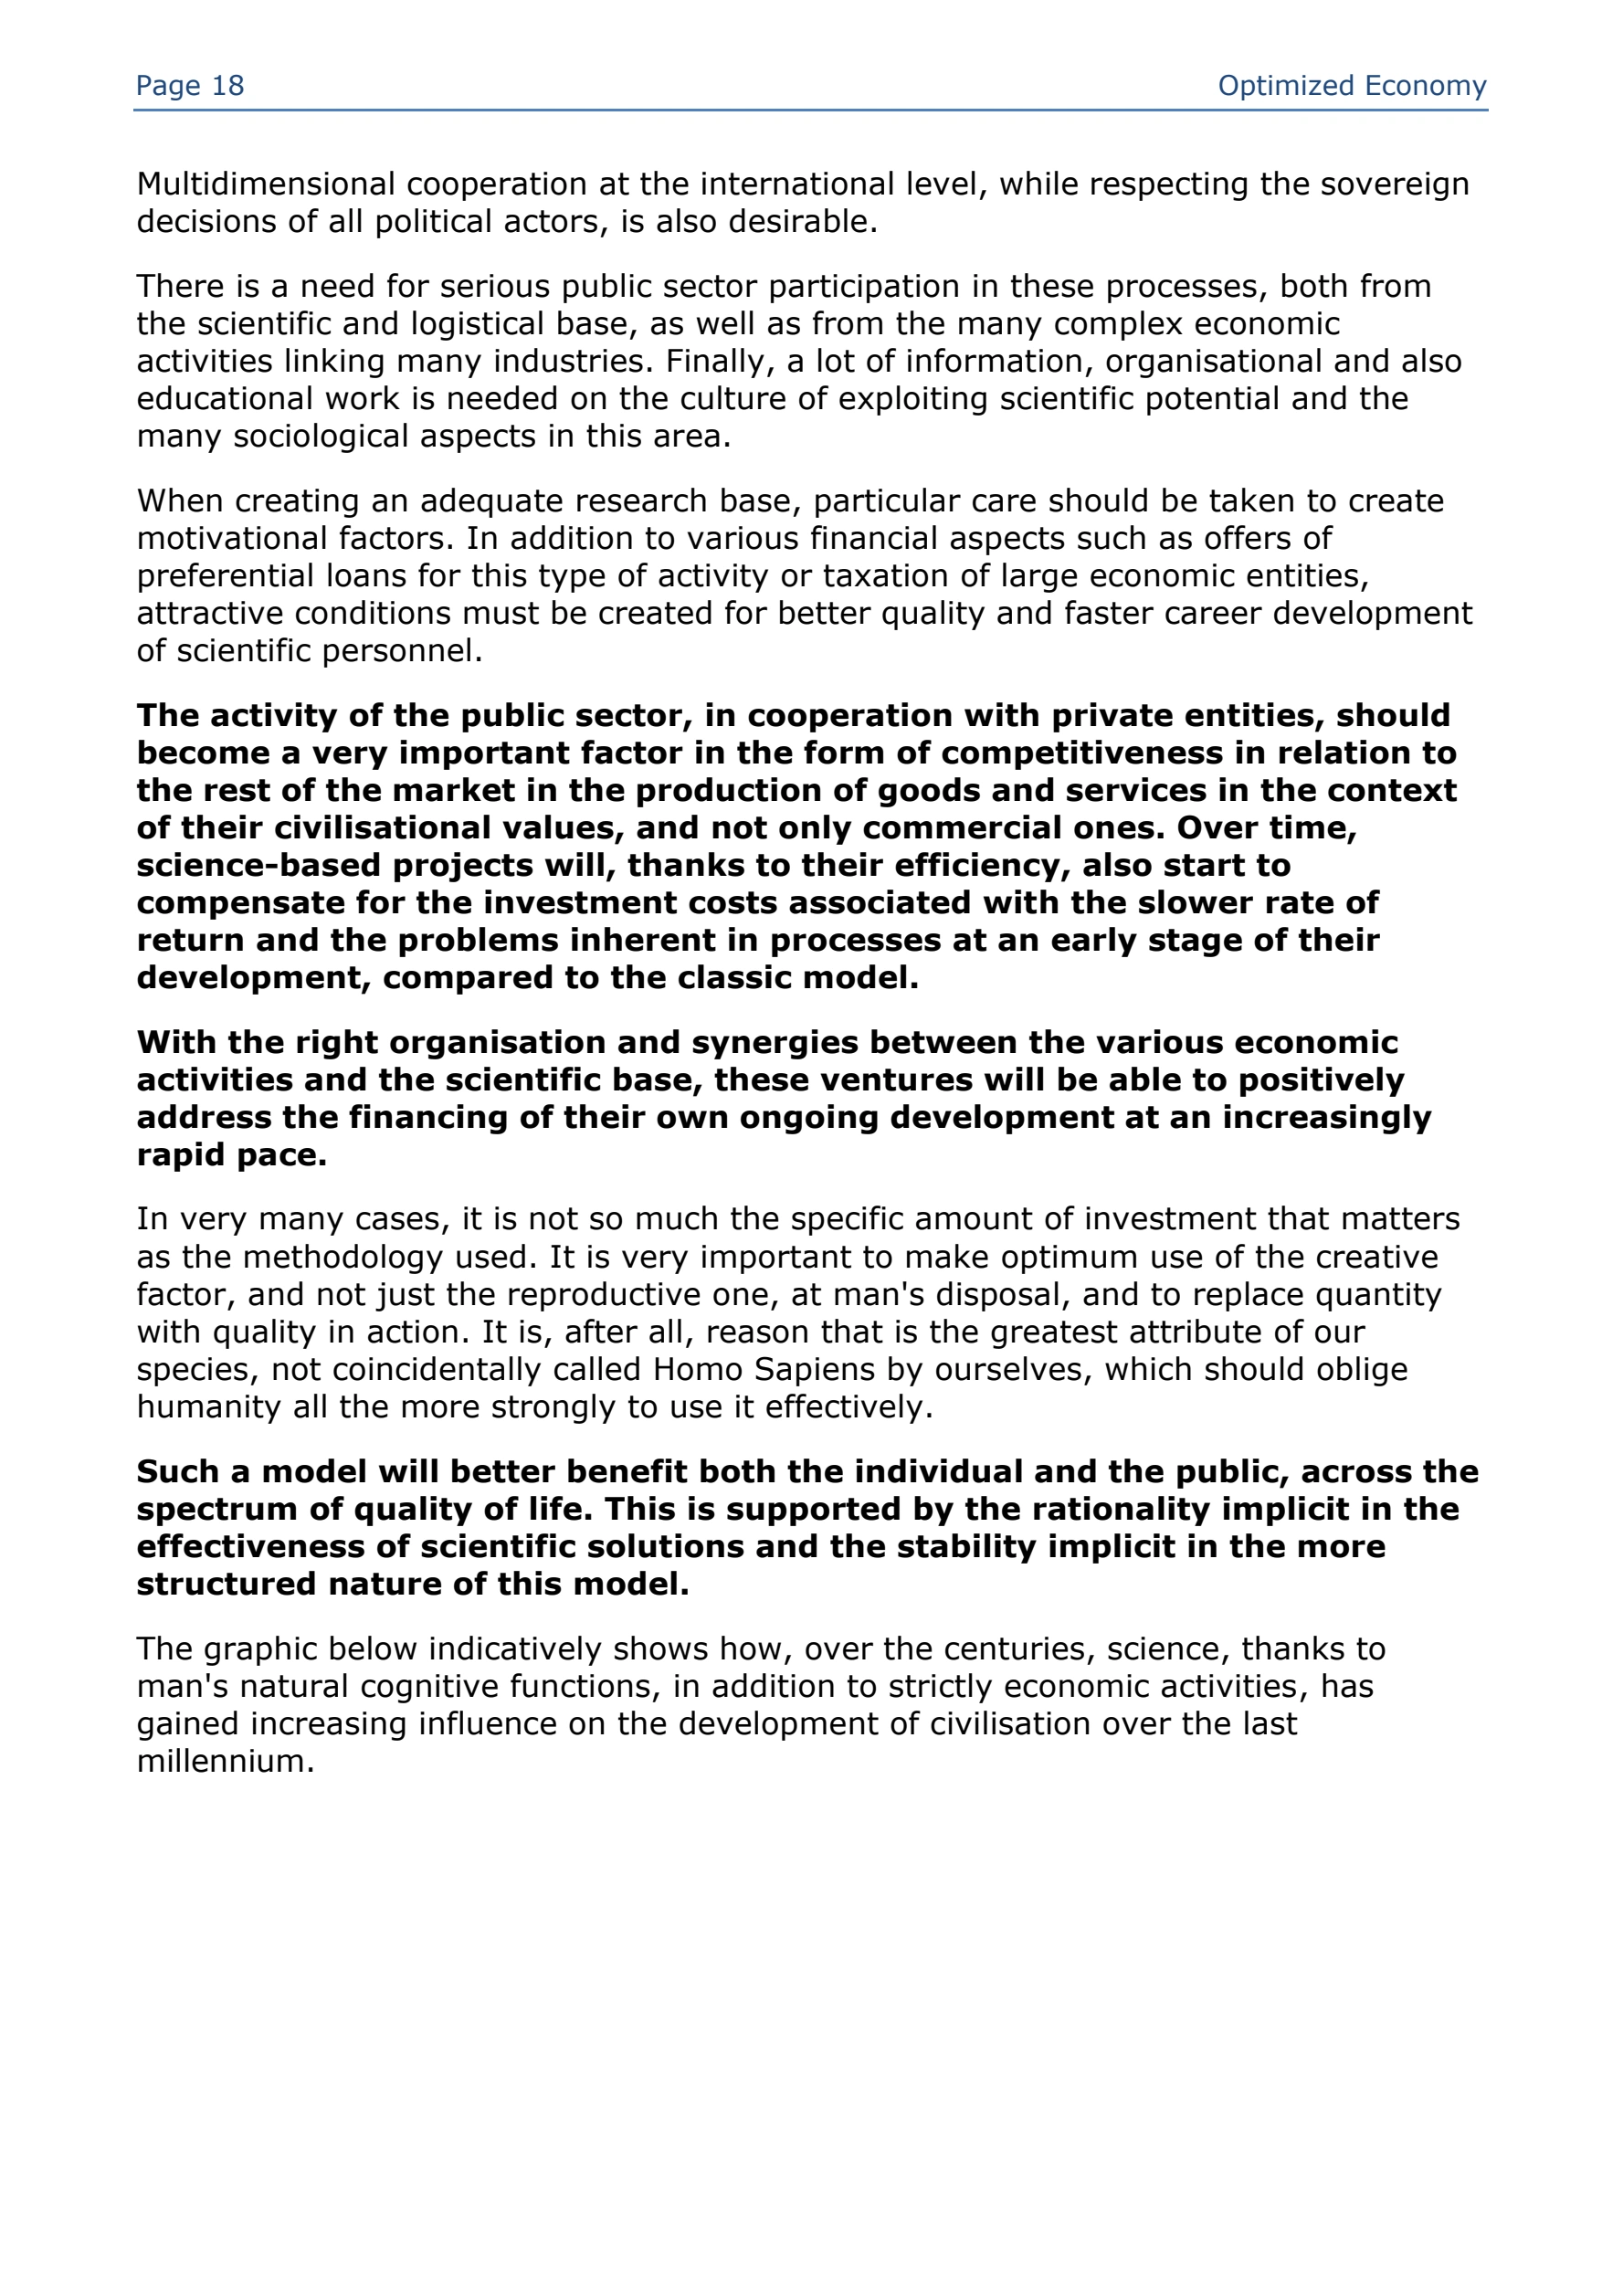 Page 18 Optimized Economy
Multidimensional cooperation at the international level, while respecting the sovereign
decisions of all political actors, is also desirable.
There is a need for serious public sector participation in these processes, both from
the scientific and logistical base, as well as from the many complex economic
activities linking many industries. Finally, a lot of information, organisational and also
educational work is needed on the culture of exploiting scientific potential and the
many sociological aspects in this area.
When creating an adequate research base, particular care should be taken to create
motivational factors. In addition to various financial aspects such as offers of
preferential loans for this type of activity or taxation of large economic entities,
attractive conditions must be created for better quality and faster career development
of scientific personnel.
The activity of the public sector, in cooperation with private entities, should
become a very important factor in the form of competitiveness in relation to
the rest of the market in the production of goods and services in the context
of their civilisational values, and not only commercial ones. Over time,
science-based projects will, thanks to their efficiency, also start to
compensate for the investment costs associated with the slower rate of
return and the problems inherent in processes at an early stage of their
development, compared to the classic model.
With the right organisation and synergies between the various economic
activities and the scientific base, these ventures will be able to positively
address the financing of their own ongoing development at an increasingly
rapid pace.
In very many cases, it is not so much the specific amount of investment that matters
as the methodology used. It is very important to make optimum use of the creative
factor, and not just the reproductive one, at man's disposal, and to replace quantity
with quality in action. It is, after all, reason that is the greatest attribute of our
species, not coincidentally called Homo Sapiens by ourselves, which should oblige
humanity all the more strongly to use it effectively.
Such a model will better benefit both the individual and the public, across the
spectrum of quality of life. This is supported by the rationality implicit in the
effectiveness of scientific solutions and the stability implicit in the more
structured nature of this model.
The graphic below indicatively shows how, over the centuries, science, thanks to
man's natural cognitive functions, in addition to strictly economic activities, has
gained increasing influence on the development of civilisation over the last
millennium.